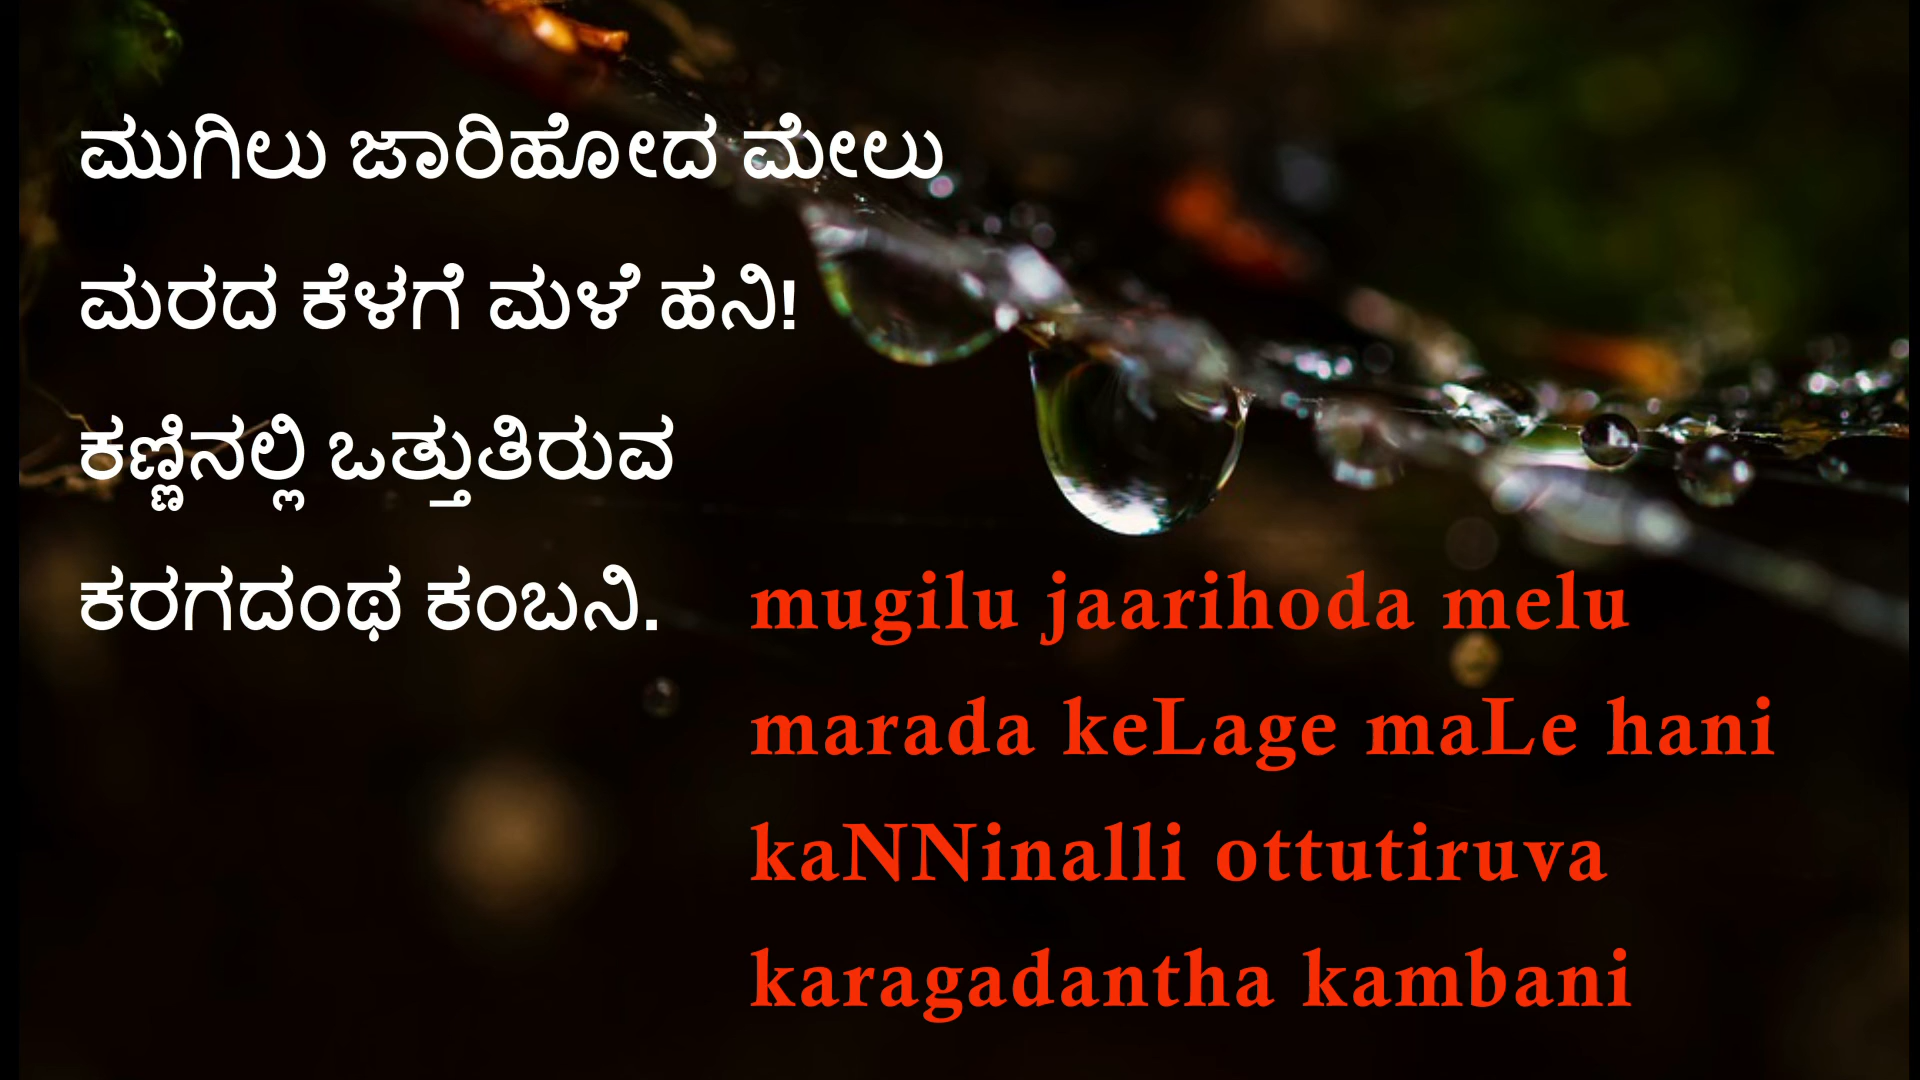 ಮುಗಿಲು ಜಾರಿಹೋದ ಮೇಲು
ಮರದ ಕೆಳಗೆ ಮಳೆ ಹನಿ!
ಕಣ್ಣಿನಲ್ಲಿ ಒತ್ತುತಿರುವ
ಕರಗದಂಥ ಕಂಬನಿ.
mugilu jaarihoda melu
marada keLage maLe hani
kaNNinalli ottutiruva
karagadantha kambani